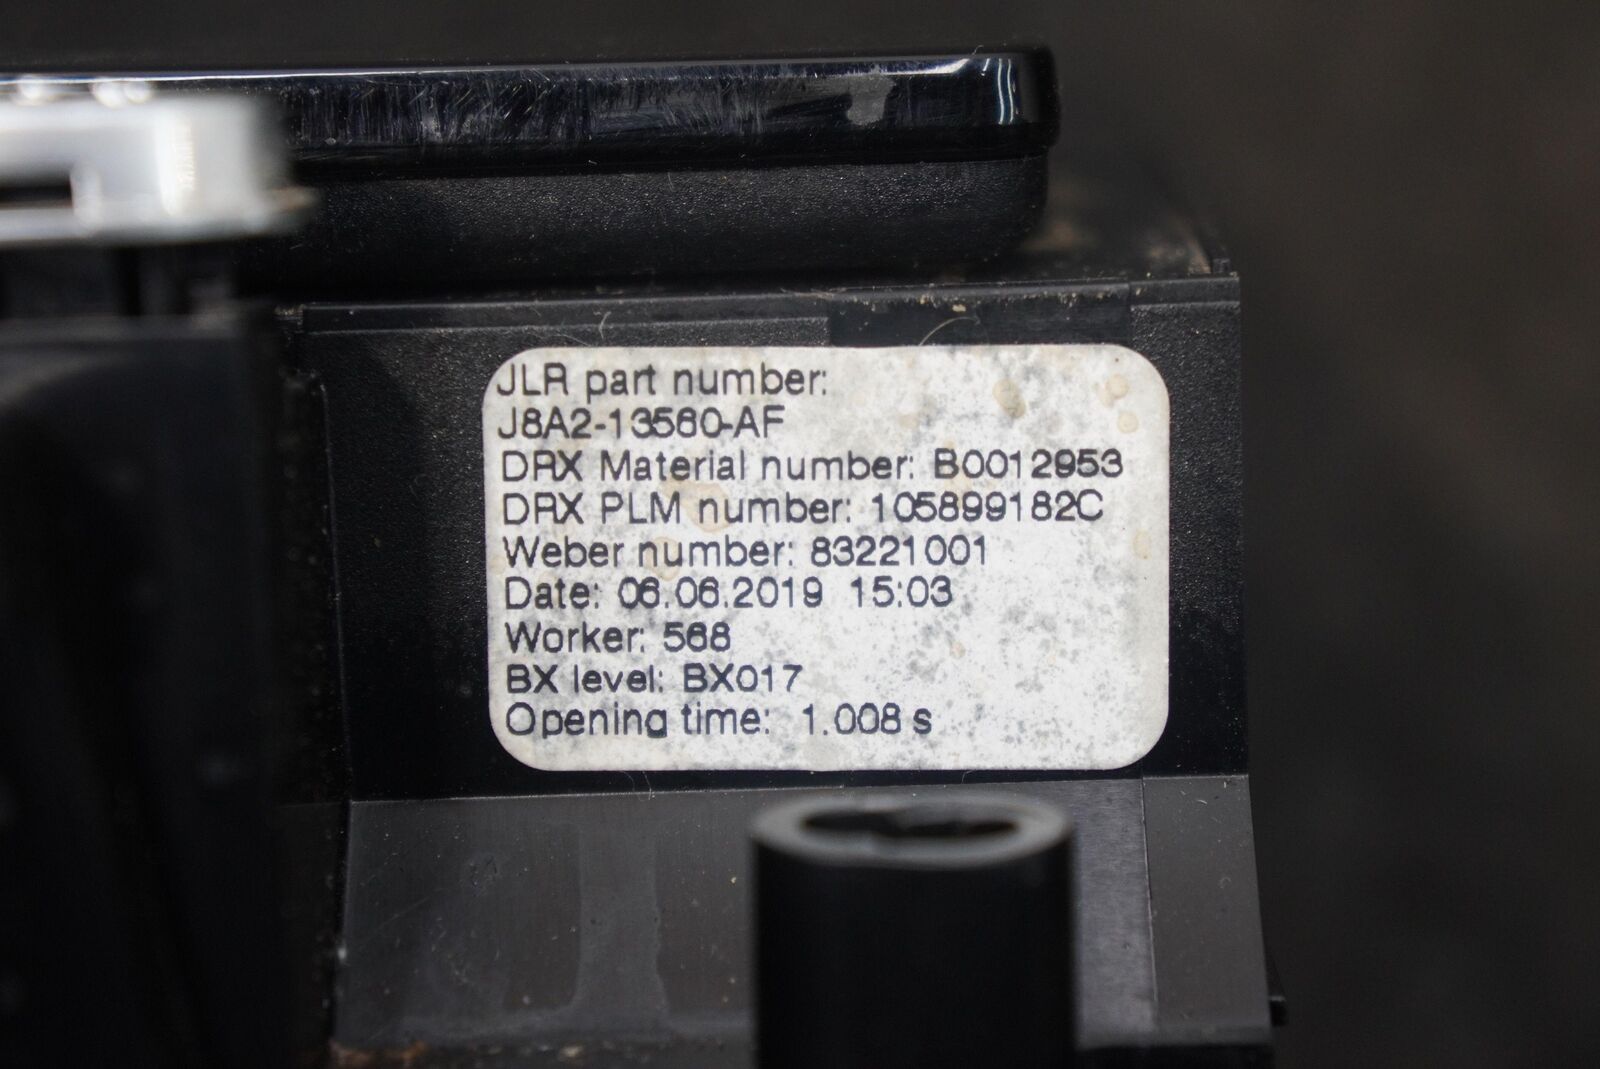 JLR part number:
J8A2-13560-AF
DRX Material number: B0012953
DRX PLM number: 105899182C
Weber number: 83221001
Date: 06.06.2019 15:03
Worker: 568
BX level: BX017
Opening time: 1.008 s